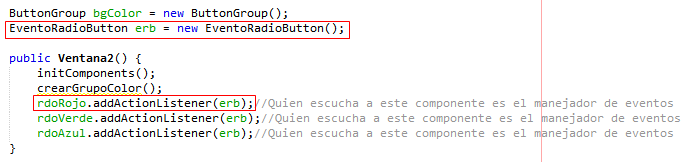 ButtonGroup bgColor = new ButtonGroup();
EventoRadioButton erb = new EventoRadioButton();
public Ventana2() {
initComponents();
crearGrupoColor();
rdoRojo.addActionListener(erb);//Quien escucha a este componente es el manejador de eventos
rdoVerde.addActionListener(erb);//Quien escucha a este componente es el manejador de eventos
rdoAzul.addActionListener(erb);//Quien escucha a este componente es el manejador de eventos
}